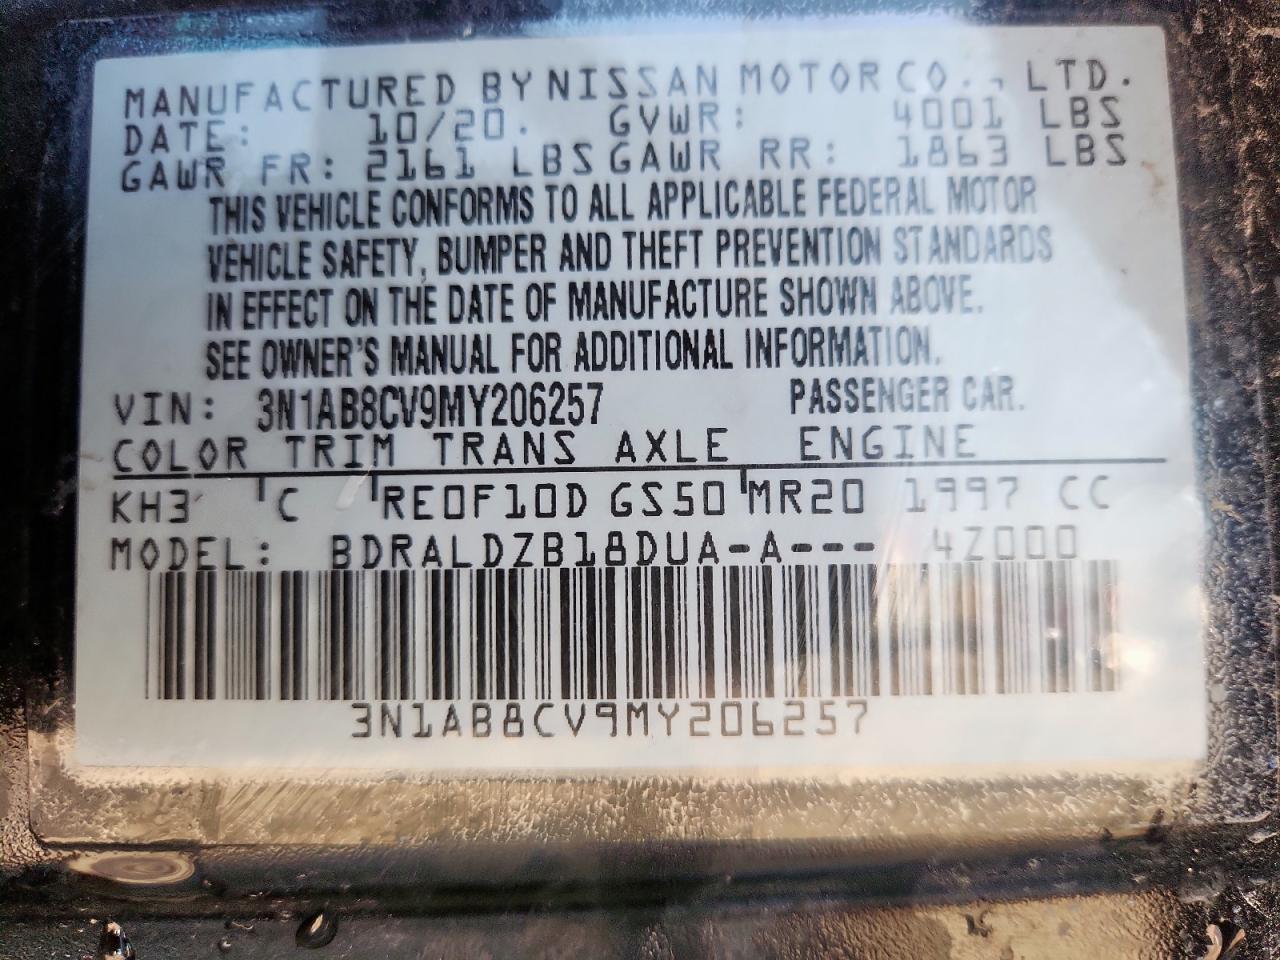 MANUFACTURED BY NISSAN MOTOR CO., LTD.
DATE: 10/20. GVWR: 4001 LBS
GAWR FR: 2161 LBS GAWR RR: 1863 LBS
THIS VEHICLE CONFORMS TO ALL APPLICABLE FEDERAL MOTOR
VEHICLE SAFETY, BUMPER AND THEFT PREVENTION STANDARDS
IN EFFECT ON THE DATE OF MANUFACTURE SHOWN ABOVE.
SEE OWNER'S MANUAL FOR ADDITIONAL INFORMATION.
VIN: 3N1AB8CV9MY206257 PASSENGER CAR.
COLOR TRIM TRANS AXLE ENGINE
KH3 C RE0F10D GS50 MR20 1997 CC
MODEL: BDRALDZB18DUA-A--- 4Z000
3N1AB8CV9MY206257